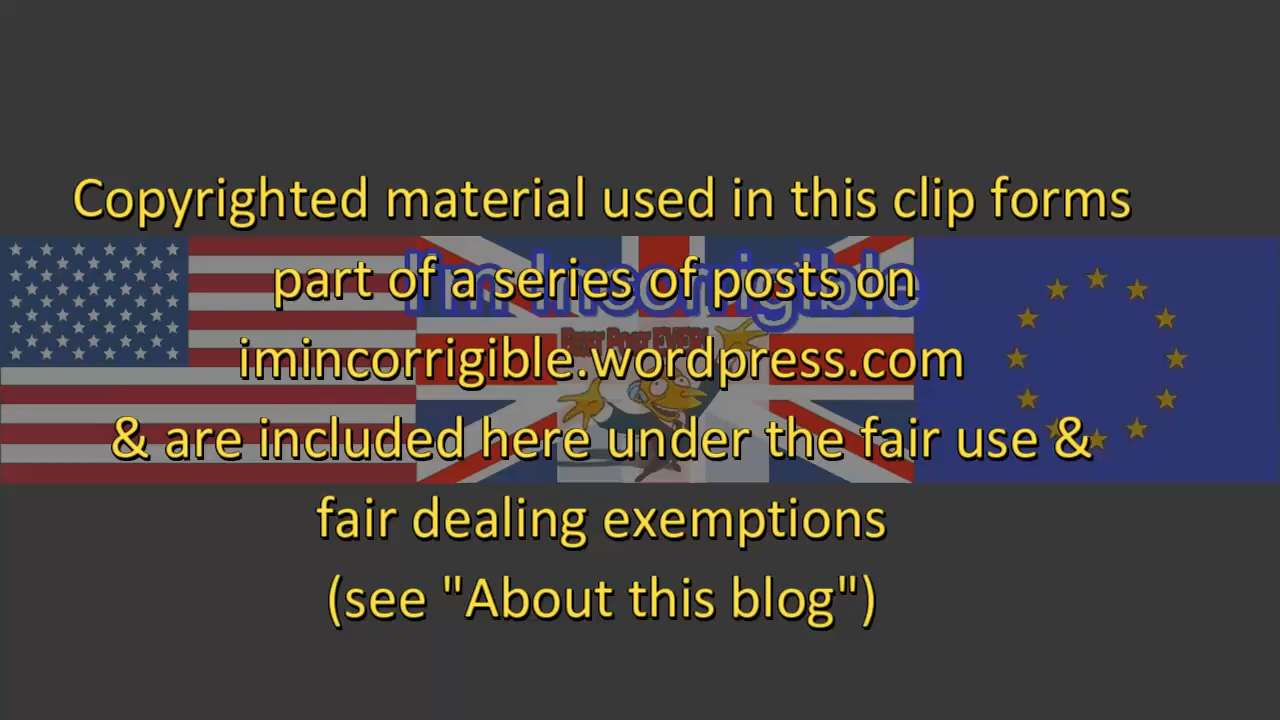 Copyrighted material used in this clip forms
I'm Incorrigible
part of a series of posts on
imincorrigible.wordpress.com
& are included here under the fair use &
fair dealing exemptions
(see "About this blog")